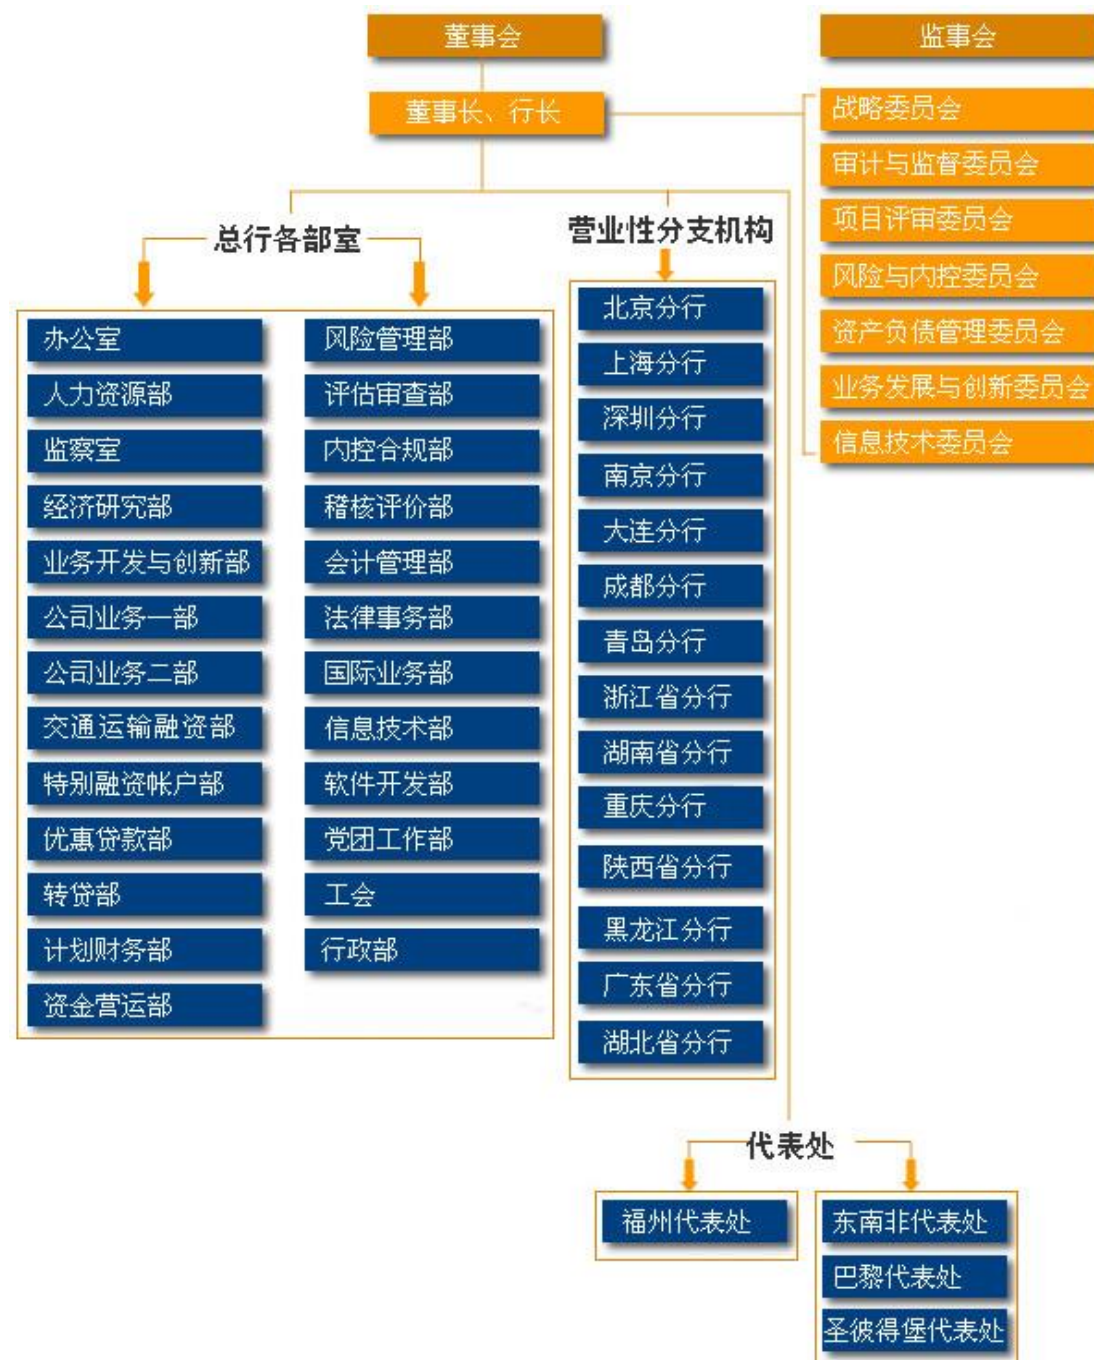 董事会
监事会
董事长、行长
战略委员会
审计与监督委员会
项目评审委员会
风险与内控委员会
资产负债管理委员会
业务发展与创新委员会
信息技术委员会
总行各部室
办公室
人力资源部
监察室
经济研究部
业务开发与创新部
公司业务一部
公司业务二部
交通运输融资部
特别融资帐户部
优惠贷款部
转贷部
计划财务部
资金营运部
风险管理部
评估审查部
内控合规部
稽核评价部
会计管理部
法律事务部
国际业务部
信息技术部
软件开发部
党团工作部
工会
行政部
营业性分支机构
北京分行
上海分行
深圳分行
南京分行
大连分行
成都分行
青岛分行
浙江省分行
湖南省分行
重庆分行
陕西省分行
黑龙江分行
广东省分行
湖北省分行
代表处
福州代表处
东南非代表处
巴黎代表处
圣彼得堡代表处